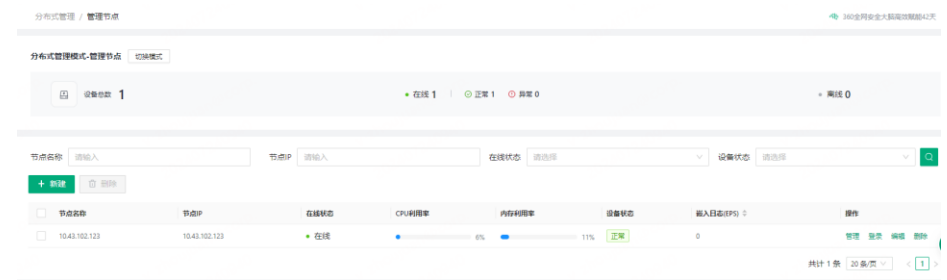 分布式管理 / 管理节点
360全网安全大脑高效赋能42天
分布式管理模式-管理节点 切换模式
设备总数 1 在线 1 正常 1 异常 0 离线 0
节点名称 请输入 节点IP 请输入 在线状态 请选择 设备状态 请选择
+ 新建 删除
节点名称 节点IP 在线状态 CPU利用率 内存利用率 设备状态 嵌入日志(EPS) 操作
10.43.102.123 10.43.102.123 在线 6% 11% 正常 0 管理 登录 编辑 删除
共计 1 条 20 条/页 < 1 >